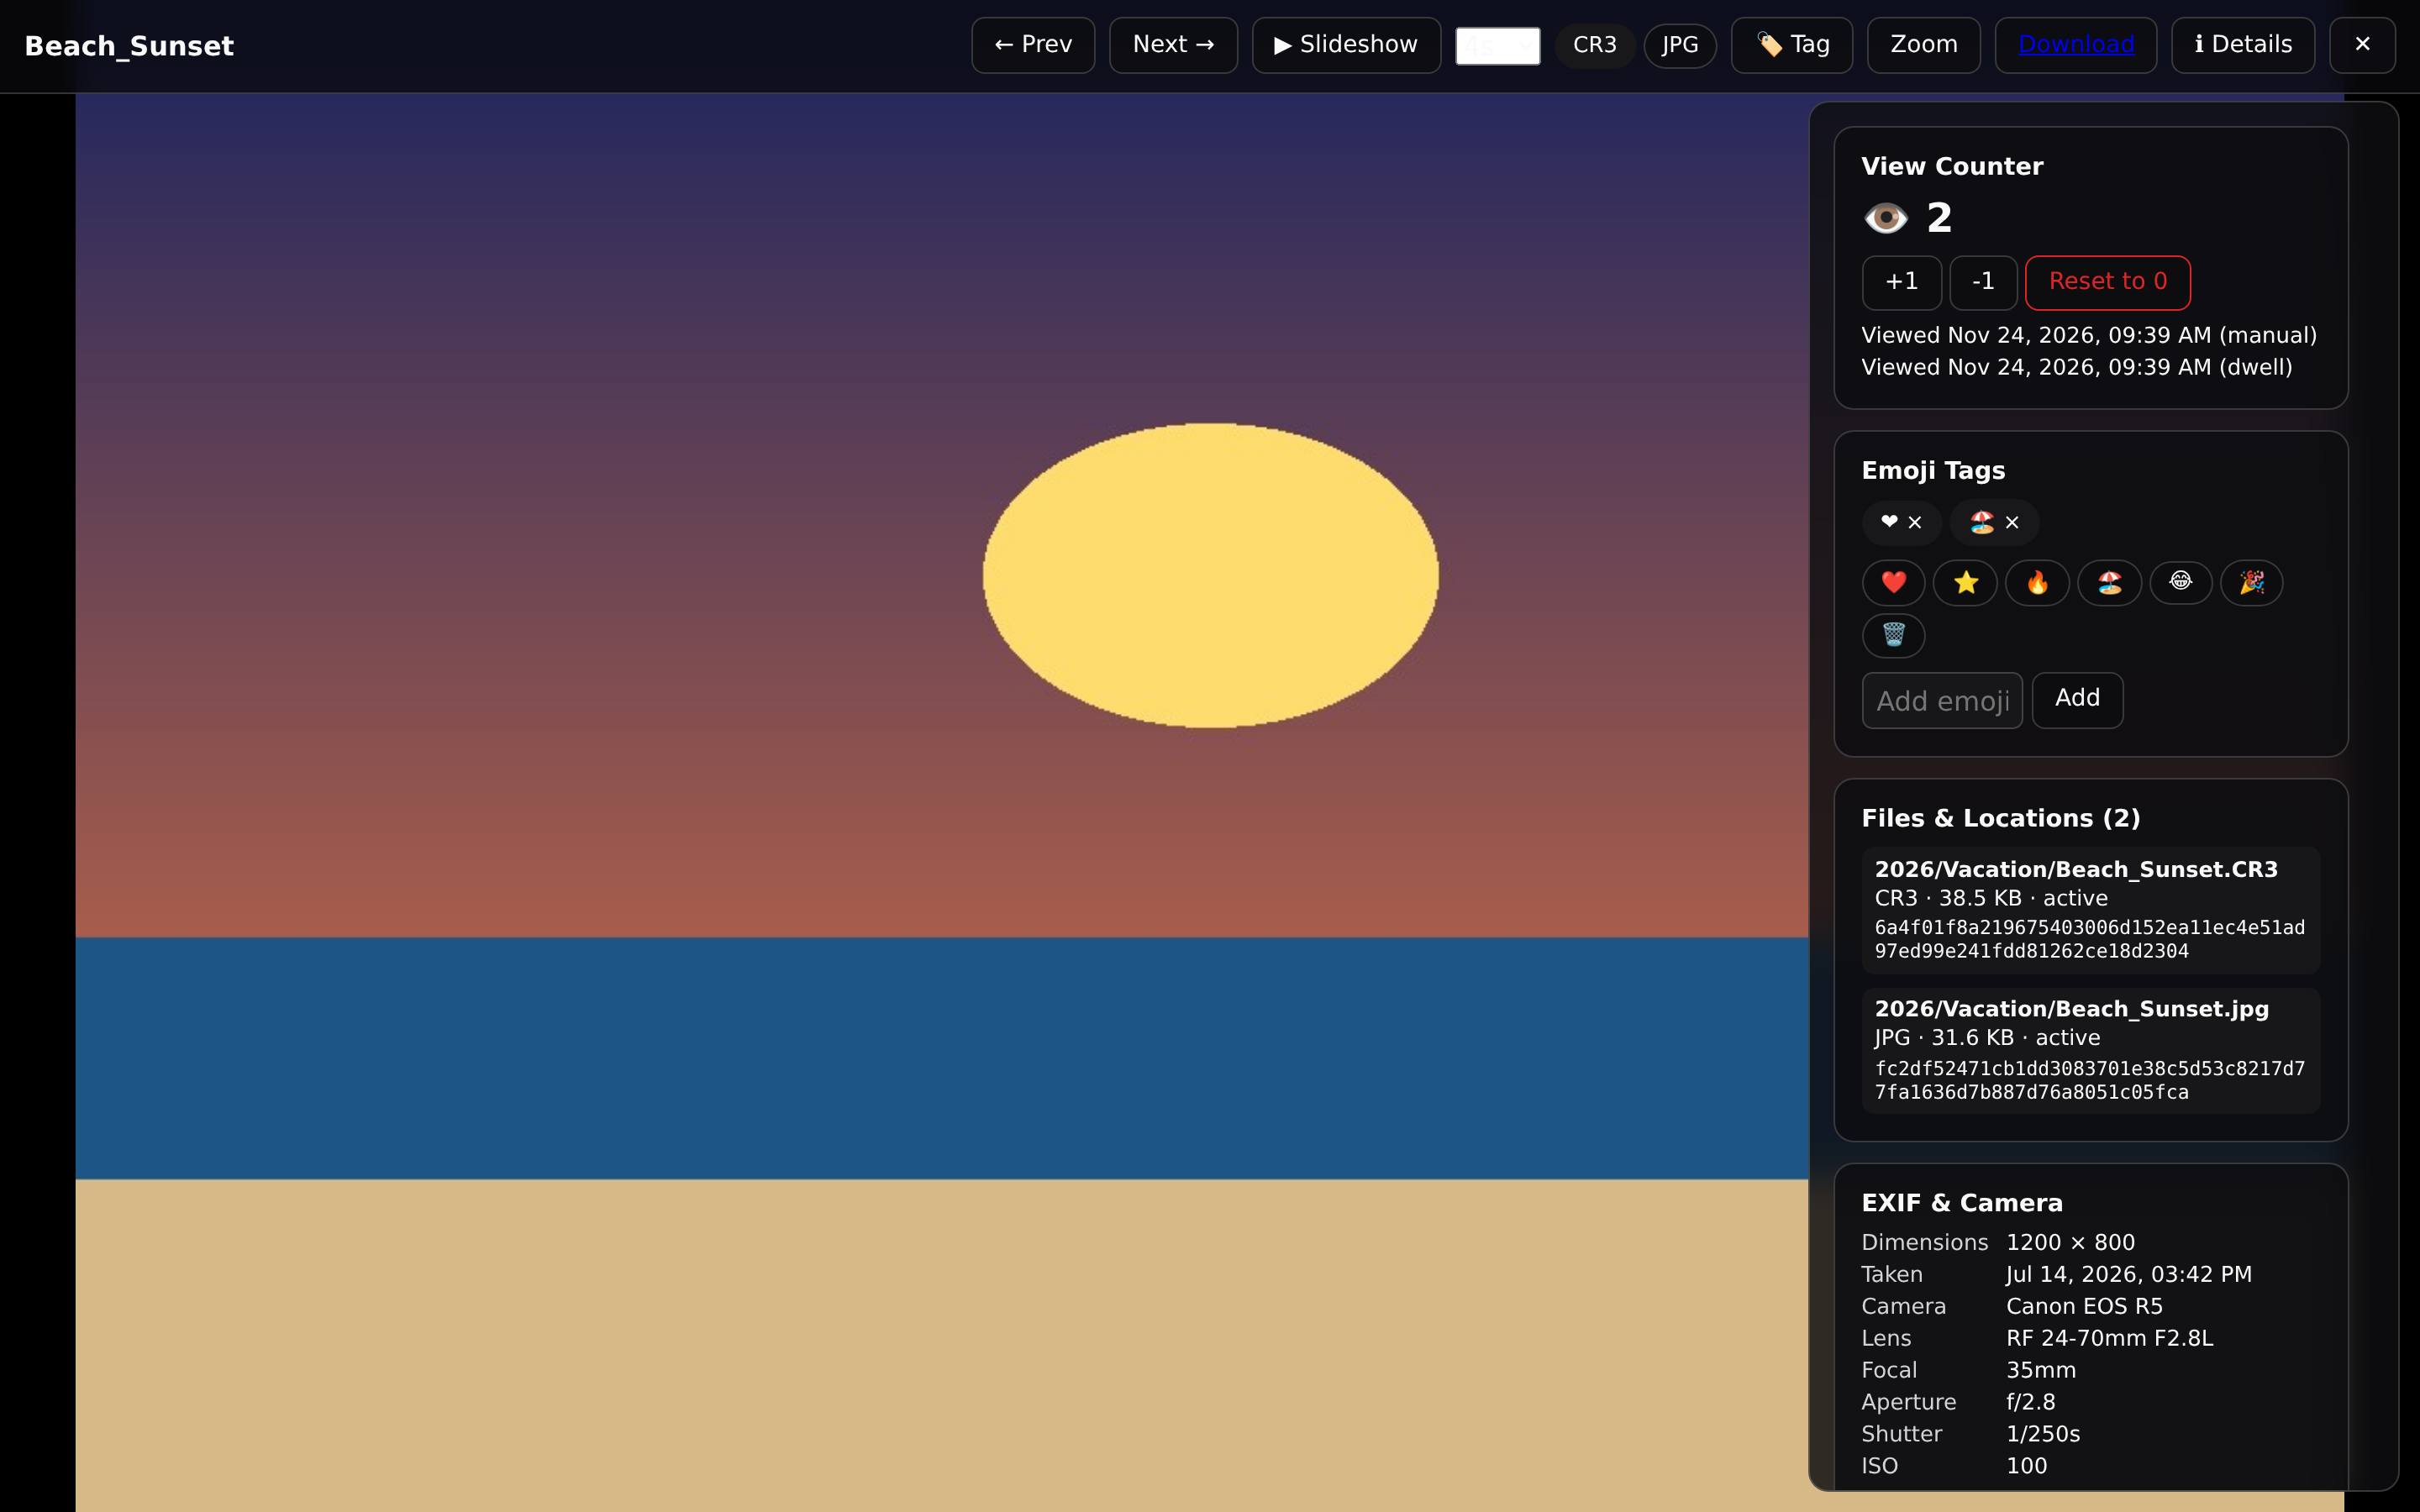 Beach_Sunset
← Prev
Next →
▶ Slideshow
CR3
JPG
🏷️ Tag
Zoom
Download
ℹ Details
✕
View Counter
👁️ 2
+1
-1
Reset to 0
Viewed Nov 24, 2026, 09:39 AM (manual)
Viewed Nov 24, 2026, 09:39 AM (dwell)
Emoji Tags
❤ ×
🏖️ ×
❤️ ⭐ 🔥 🏖️ 😂 🎉
🗑️
Add emoji
Add
Files & Locations (2)
2026/Vacation/Beach_Sunset.CR3
CR3 · 38.5 KB · active
6a4f01f8a219675403006d152ea11ec4e51ad
97ed99e241fdd81262ce18d2304
2026/Vacation/Beach_Sunset.jpg
JPG · 31.6 KB · active
fc2df52471cb1dd3083701e38c5d53c8217d7
7fa1636d7b887d76a8051c05fca
EXIF & Camera
Dimensions 1200 × 800
Taken Jul 14, 2026, 03:42 PM
Camera Canon EOS R5
Lens RF 24-70mm F2.8L
Focal 35mm
Aperture f/2.8
Shutter 1/250s
ISO 100